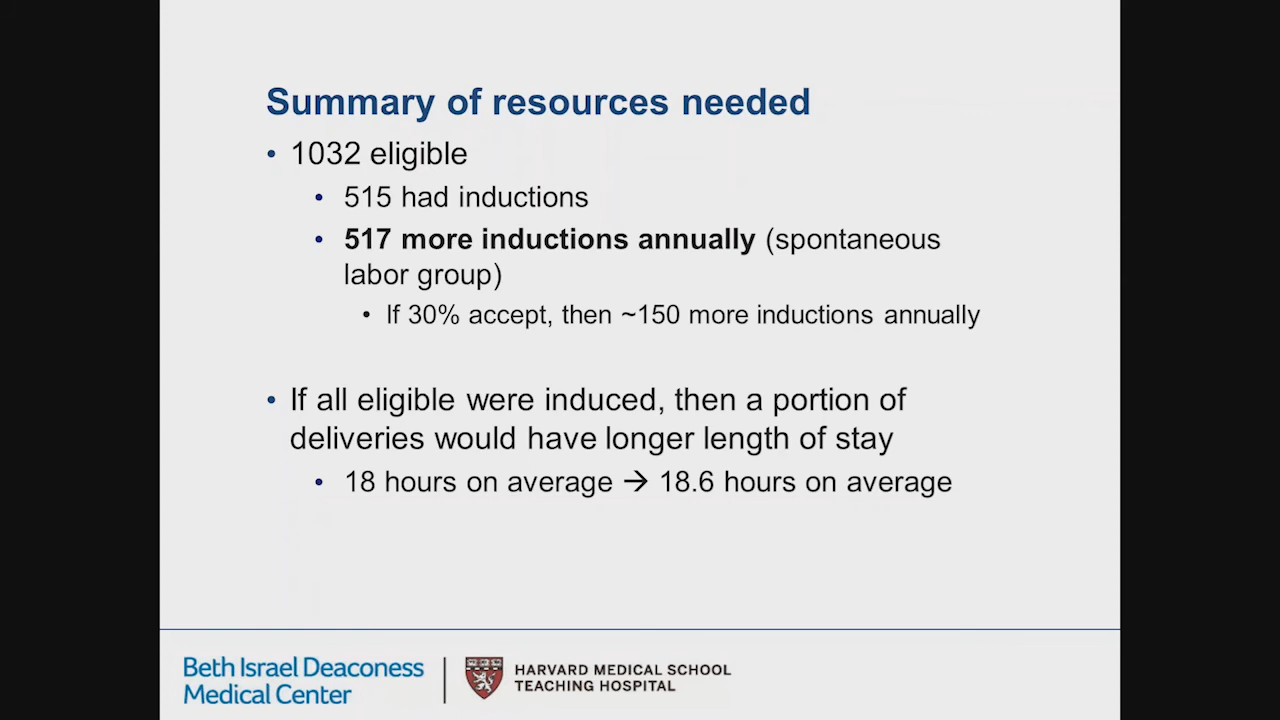 Summary of resources needed
• 1032 eligible
• 515 had inductions
• 517 more inductions annually (spontaneous
labor group)
• If 30% accept, then ~150 more inductions annually
• If all eligible were induced, then a portion of
deliveries would have longer length of stay
• 18 hours on average → 18.6 hours on average
Beth Israel Deaconess
Medical Center
HARVARD MEDICAL SCHOOL
TEACHING HOSPITAL